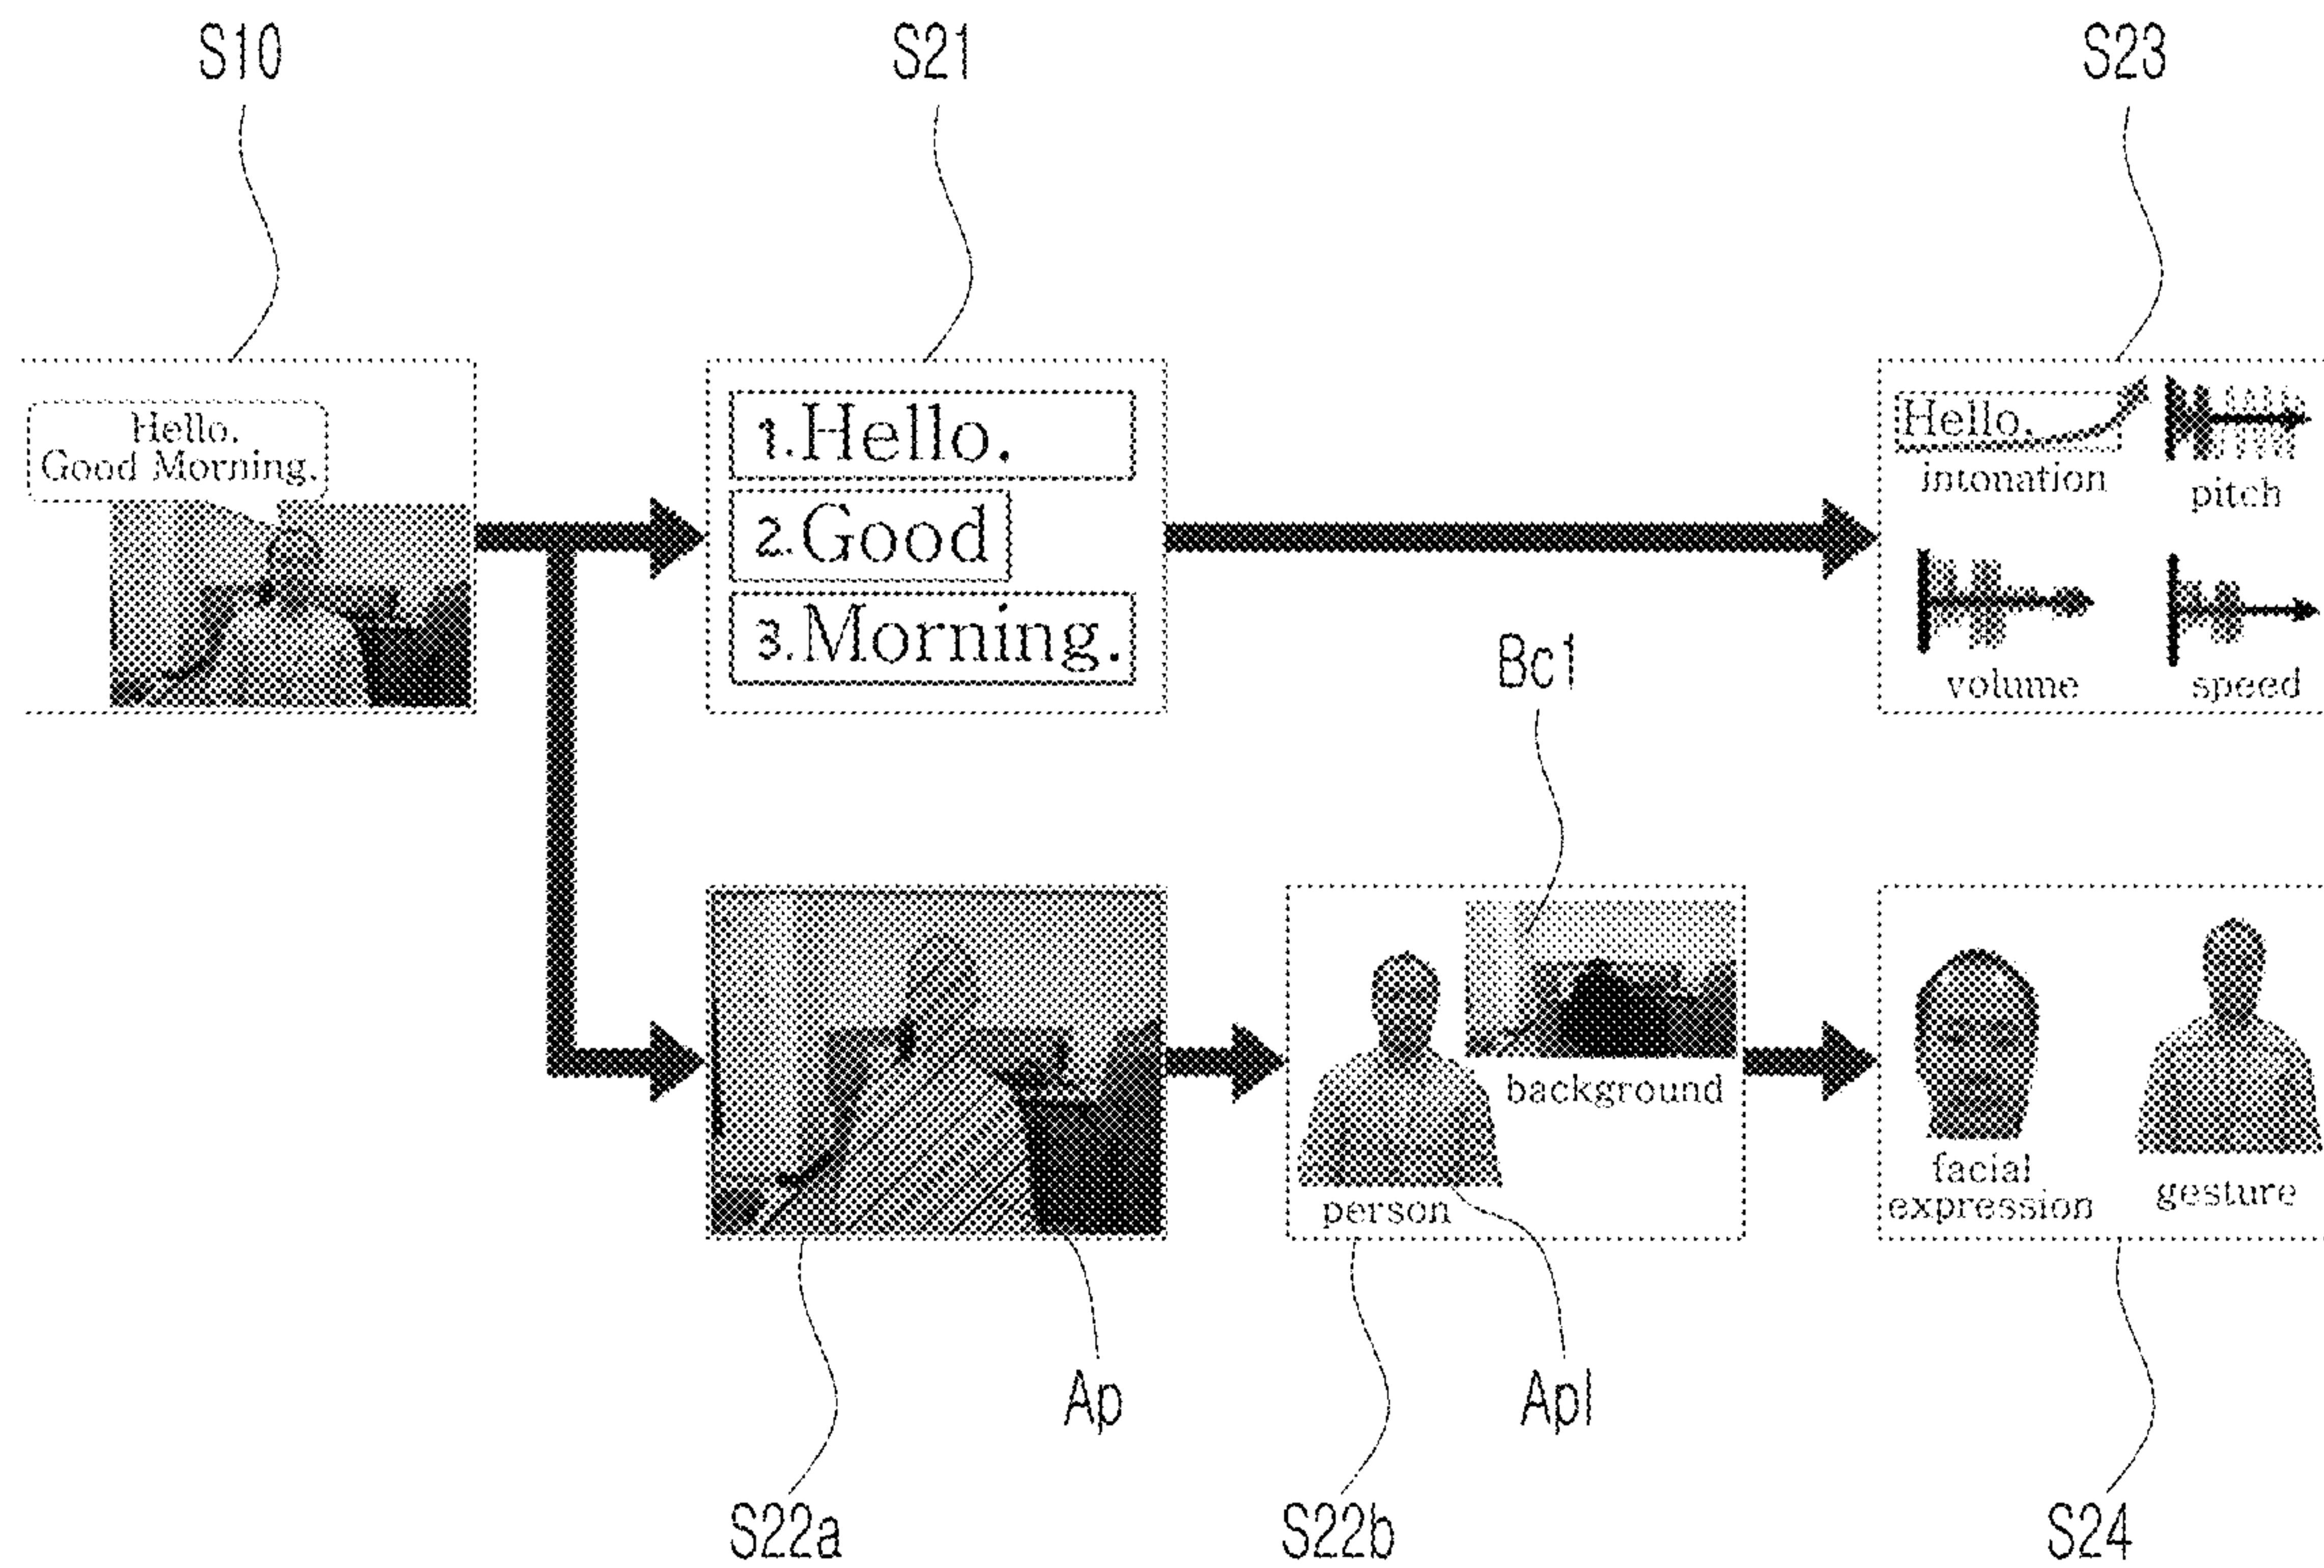 S10
S21
S23
Hello.
Good Morning.
1.Hello.
2.Good
3.Morning.
Hello.
intonation
pitch
volume
speed
Bc1
person
background
facial
expression
gesture
Ap
Apl
S22a
S22b
S24